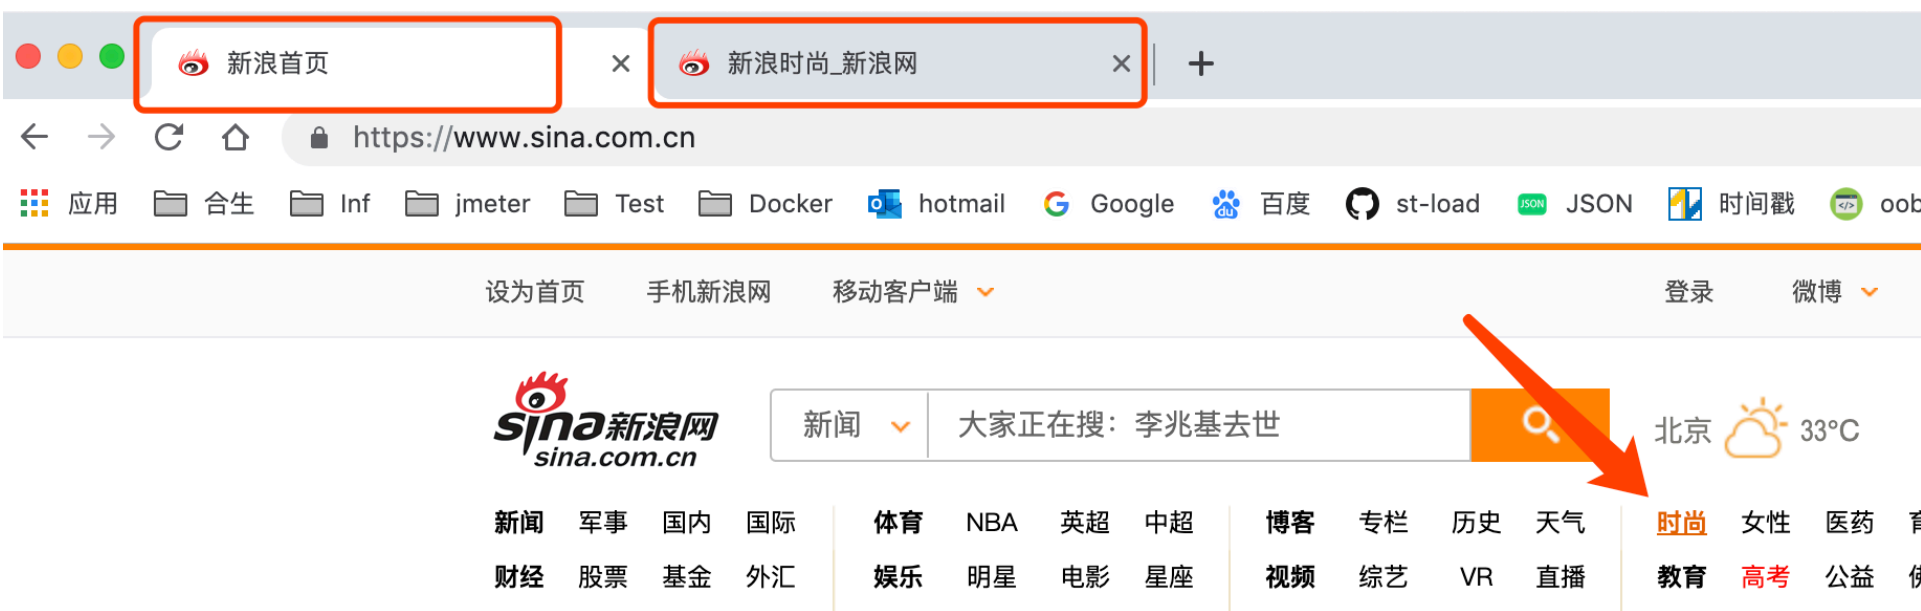 新浪首页 新浪时尚_新浪网
https://www.sina.com.cn
应用 合生 Inf jmeter Test Docker hotmail Google 百度 st-load JSON JSON 时间戳 oob
设为首页 手机新浪网 移动客户端 登录 微博
sina新浪网
sina.com.cn
新闻 大家正在搜：李兆基去世 北京 33°C
新闻 军事 国内 国际 体育 NBA 英超 中超 博客 专栏 历史 天气 时尚 女性 医药
财经 股票 基金 外汇 娱乐 明星 电影 星座 视频 综艺 VR 直播 教育 高考 公益